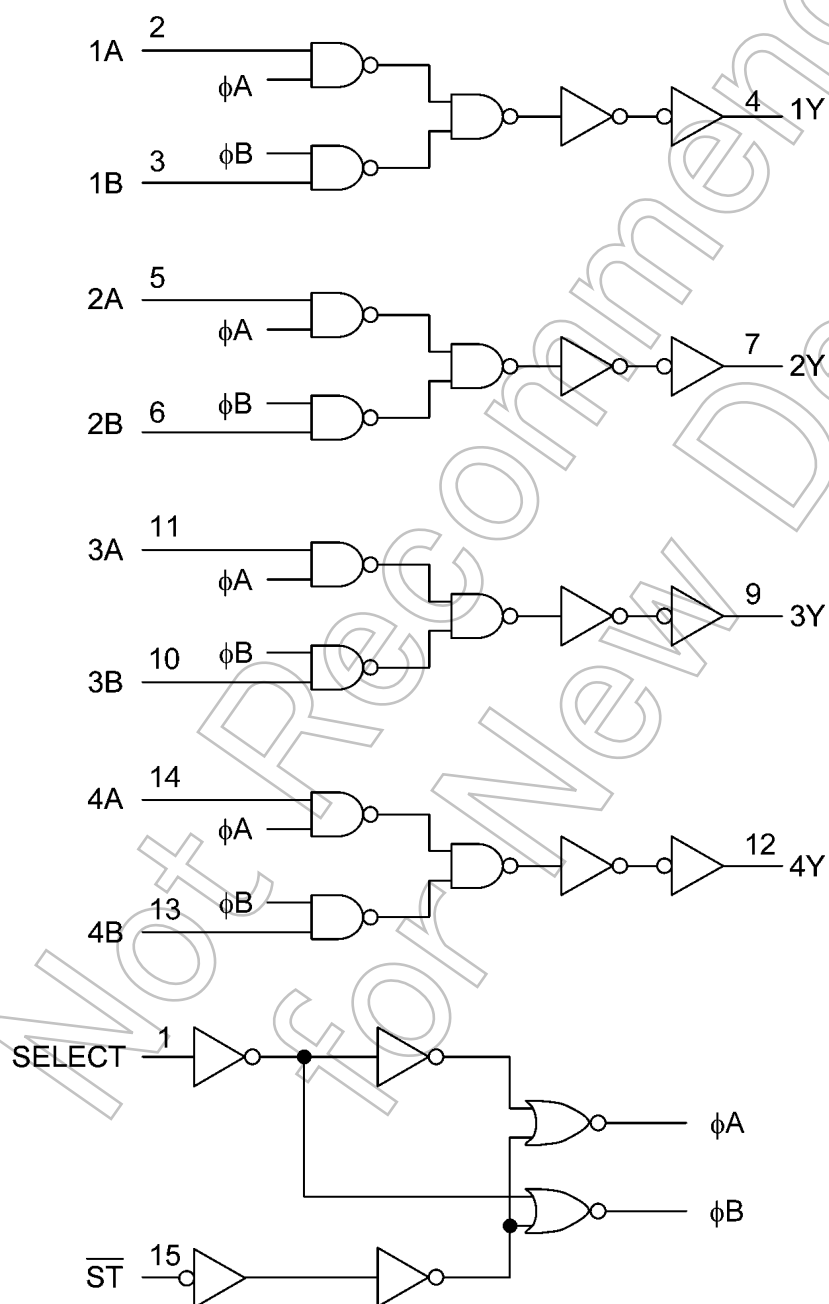 1A 2
φA
φB
1B 3
4 1Y
2A 5
φA
φB
2B 6
7 2Y
3A 11
φA
φB
3B 10
9 3Y
4A 14
φA
φB
4B 13
12 4Y
SELECT 1
φA
φB
ST 15
Not Recommen
for New De